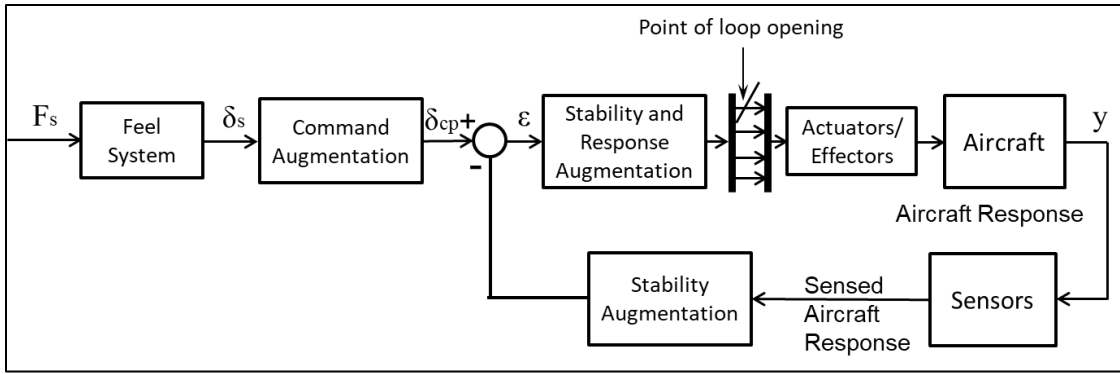 Point of loop opening
Fs
Feel
System
δs
Command
Augmentation
δcp+
-
ε
Stability and
Response
Augmentation
Actuators/
Effectors
Aircraft
y
Aircraft Response
Stability
Augmentation
Sensed
Aircraft
Response
Sensors